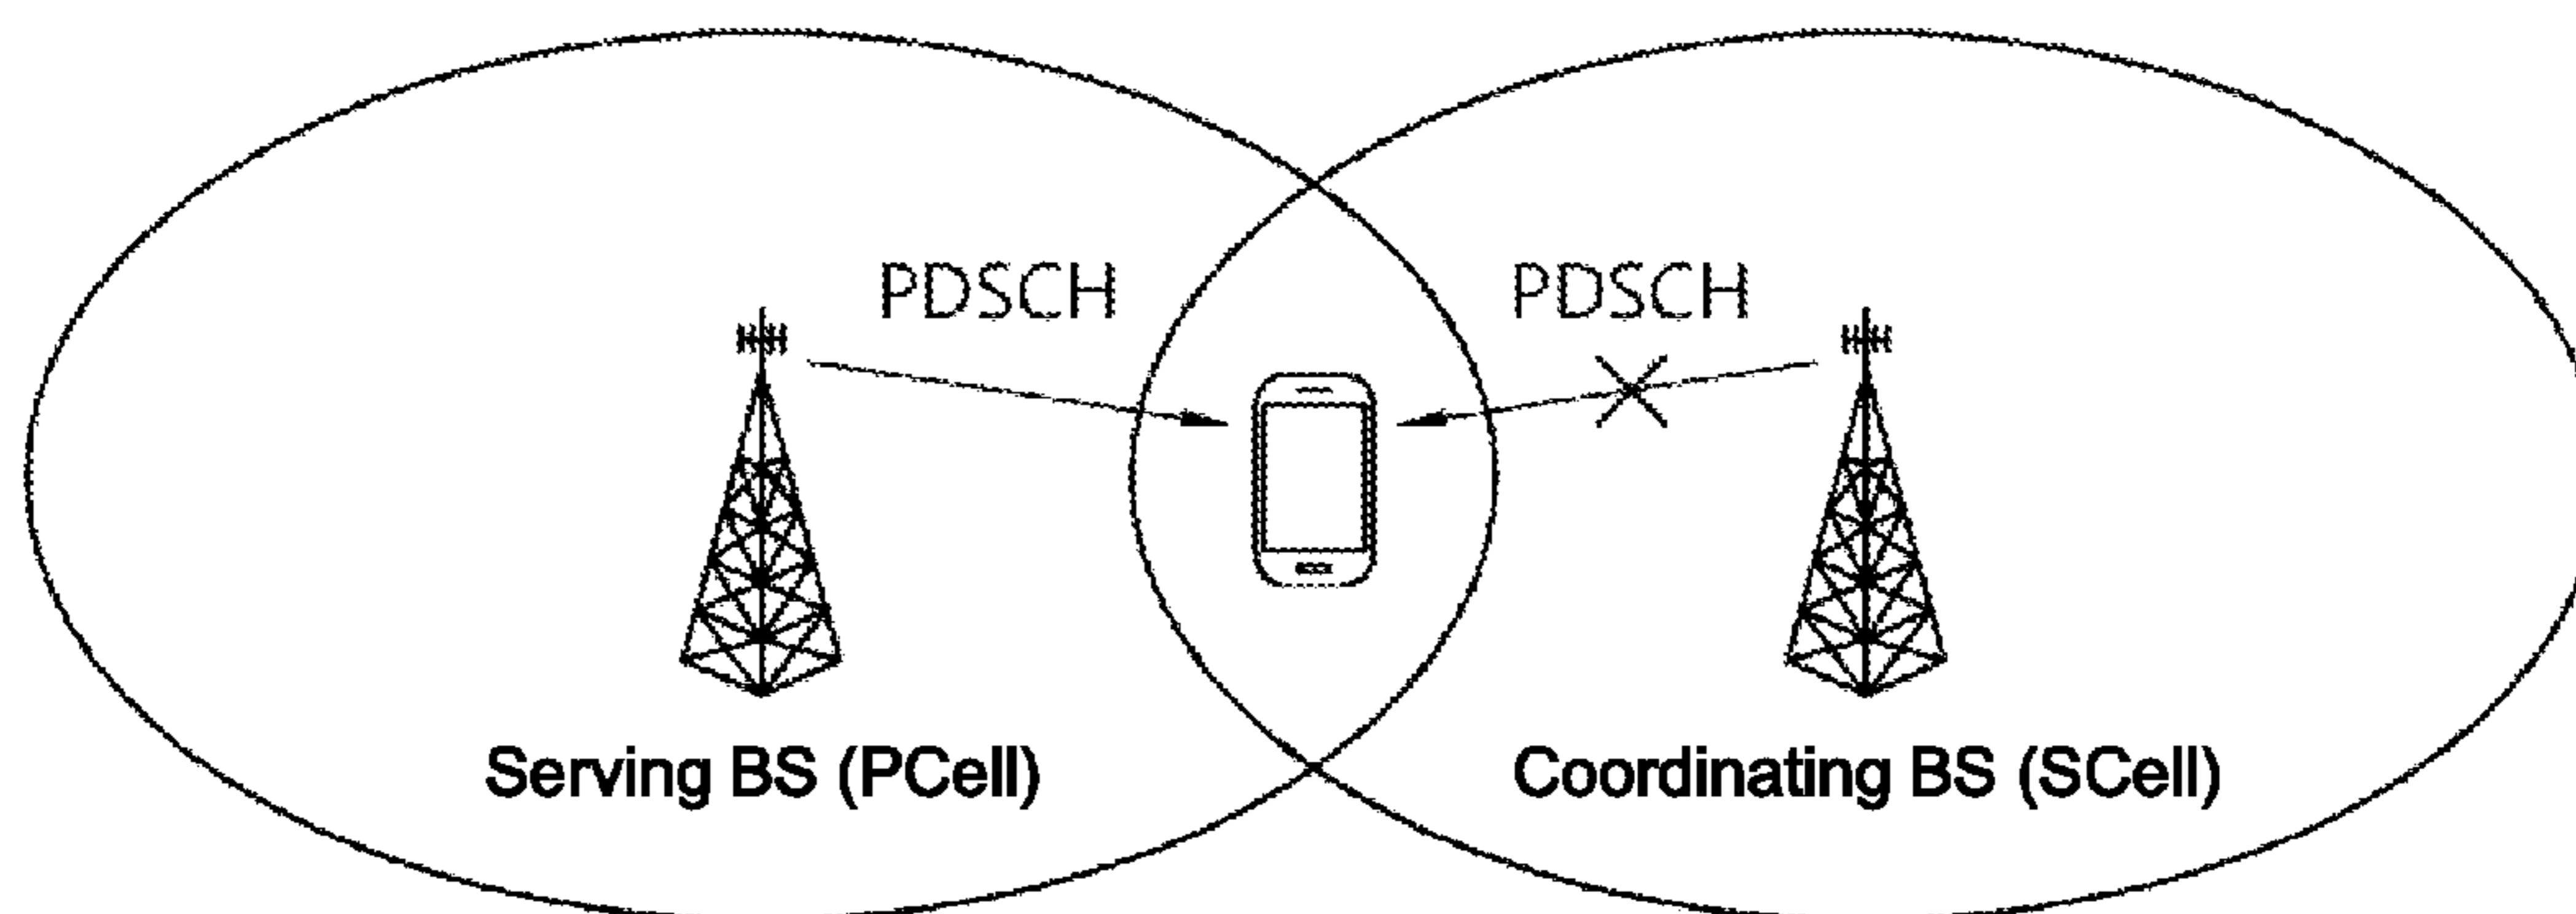 PDSCH
PDSCH
Serving BS (PCell)
Coordinating BS (SCell)